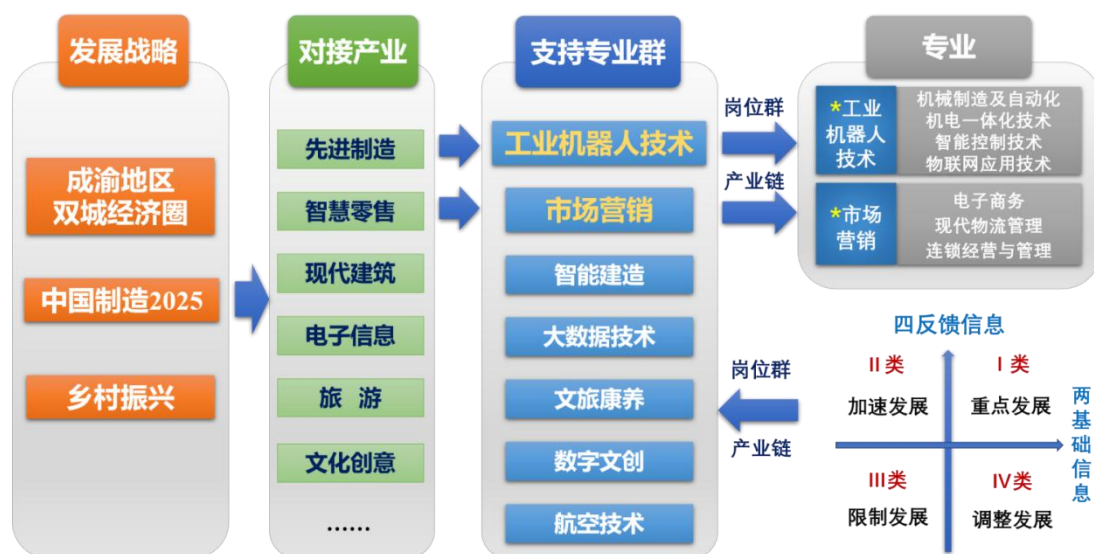 发展战略
成渝地区
双城经济圈
中国制造2025
乡村振兴
对接产业
先进制造
智慧零售
现代建筑
电子信息
旅 游
文化创意
......
支持专业群
工业机器人技术
市场营销
智能建造
大数据技术
文旅康养
数字文创
航空技术
岗位群
产业链
专业
*工业
机器人
技术
机械制造及自动化
机电一体化技术
智能控制技术
物联网应用技术
*市场
营销
电子商务
现代物流管理
连锁经营与管理
岗位群
产业链
四反馈信息
II类
加速发展
I 类
重点发展
两基础信息
III类
限制发展
IV类
调整发展